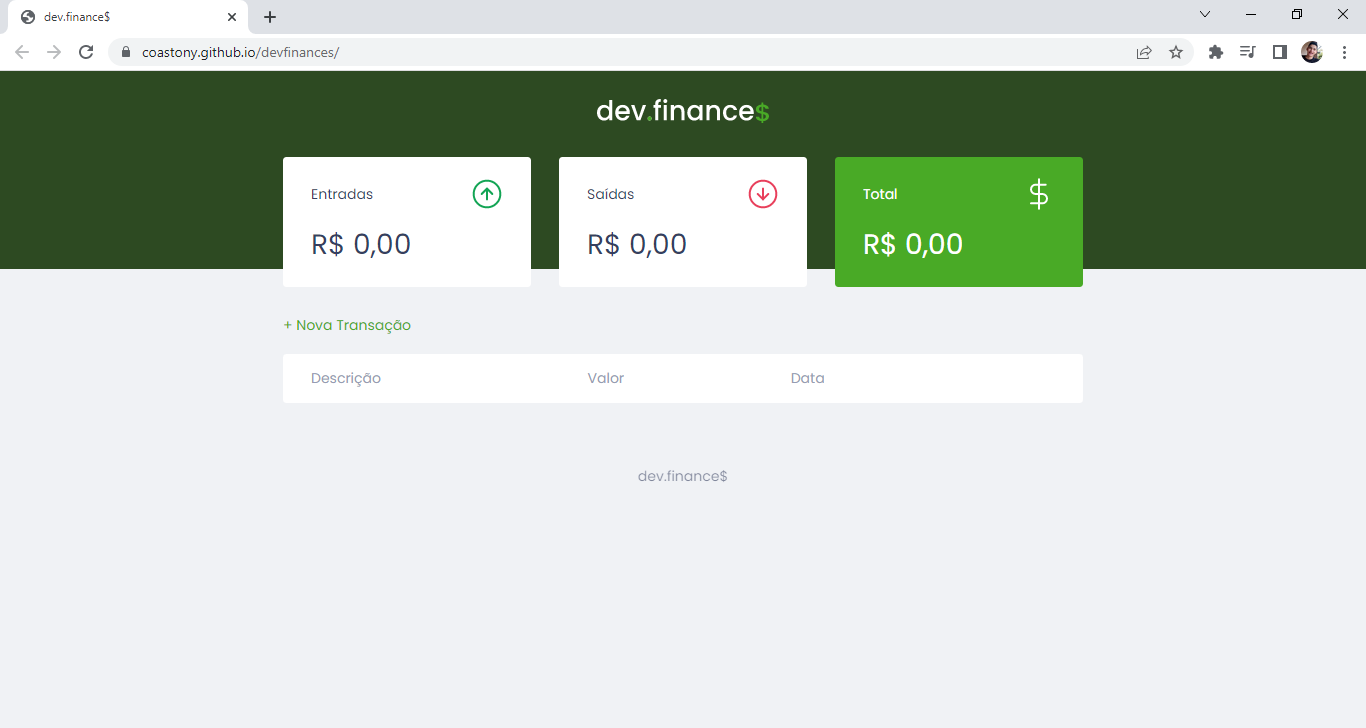 dev.finance$
coastony.github.io/devfinances/
dev.finance$
Entradas
R$ 0,00
Saídas
R$ 0,00
Total
$
R$ 0,00
+ Nova Transação
Descrição Valor Data
dev.finance$